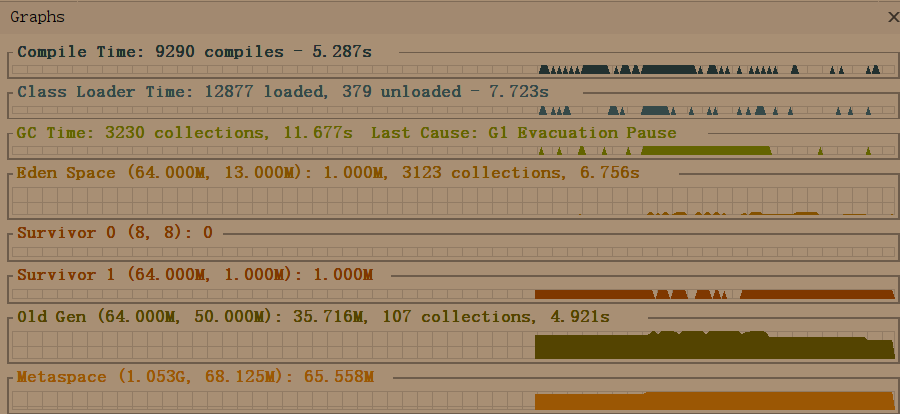 Graphs
Compile Time: 9290 compiles - 5.287s
Class Loader Time: 12877 loaded, 379 unloaded - 7.723s
GC Time: 3230 collections, 11.677s  Last Cause: G1 Evacuation Pause
Eden Space (64.000M, 13.000M): 1.000M, 3123 collections, 6.756s
Survivor 0 (8, 8): 0
Survivor 1 (64.000M, 1.000M): 1.000M
Old Gen (64.000M, 50.000M): 35.716M, 107 collections, 4.921s
Metaspace (1.053G, 68.125M): 65.558M